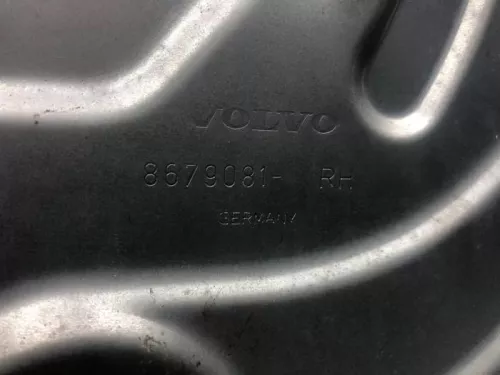 VOLVO
8679081- RH
GERMANY